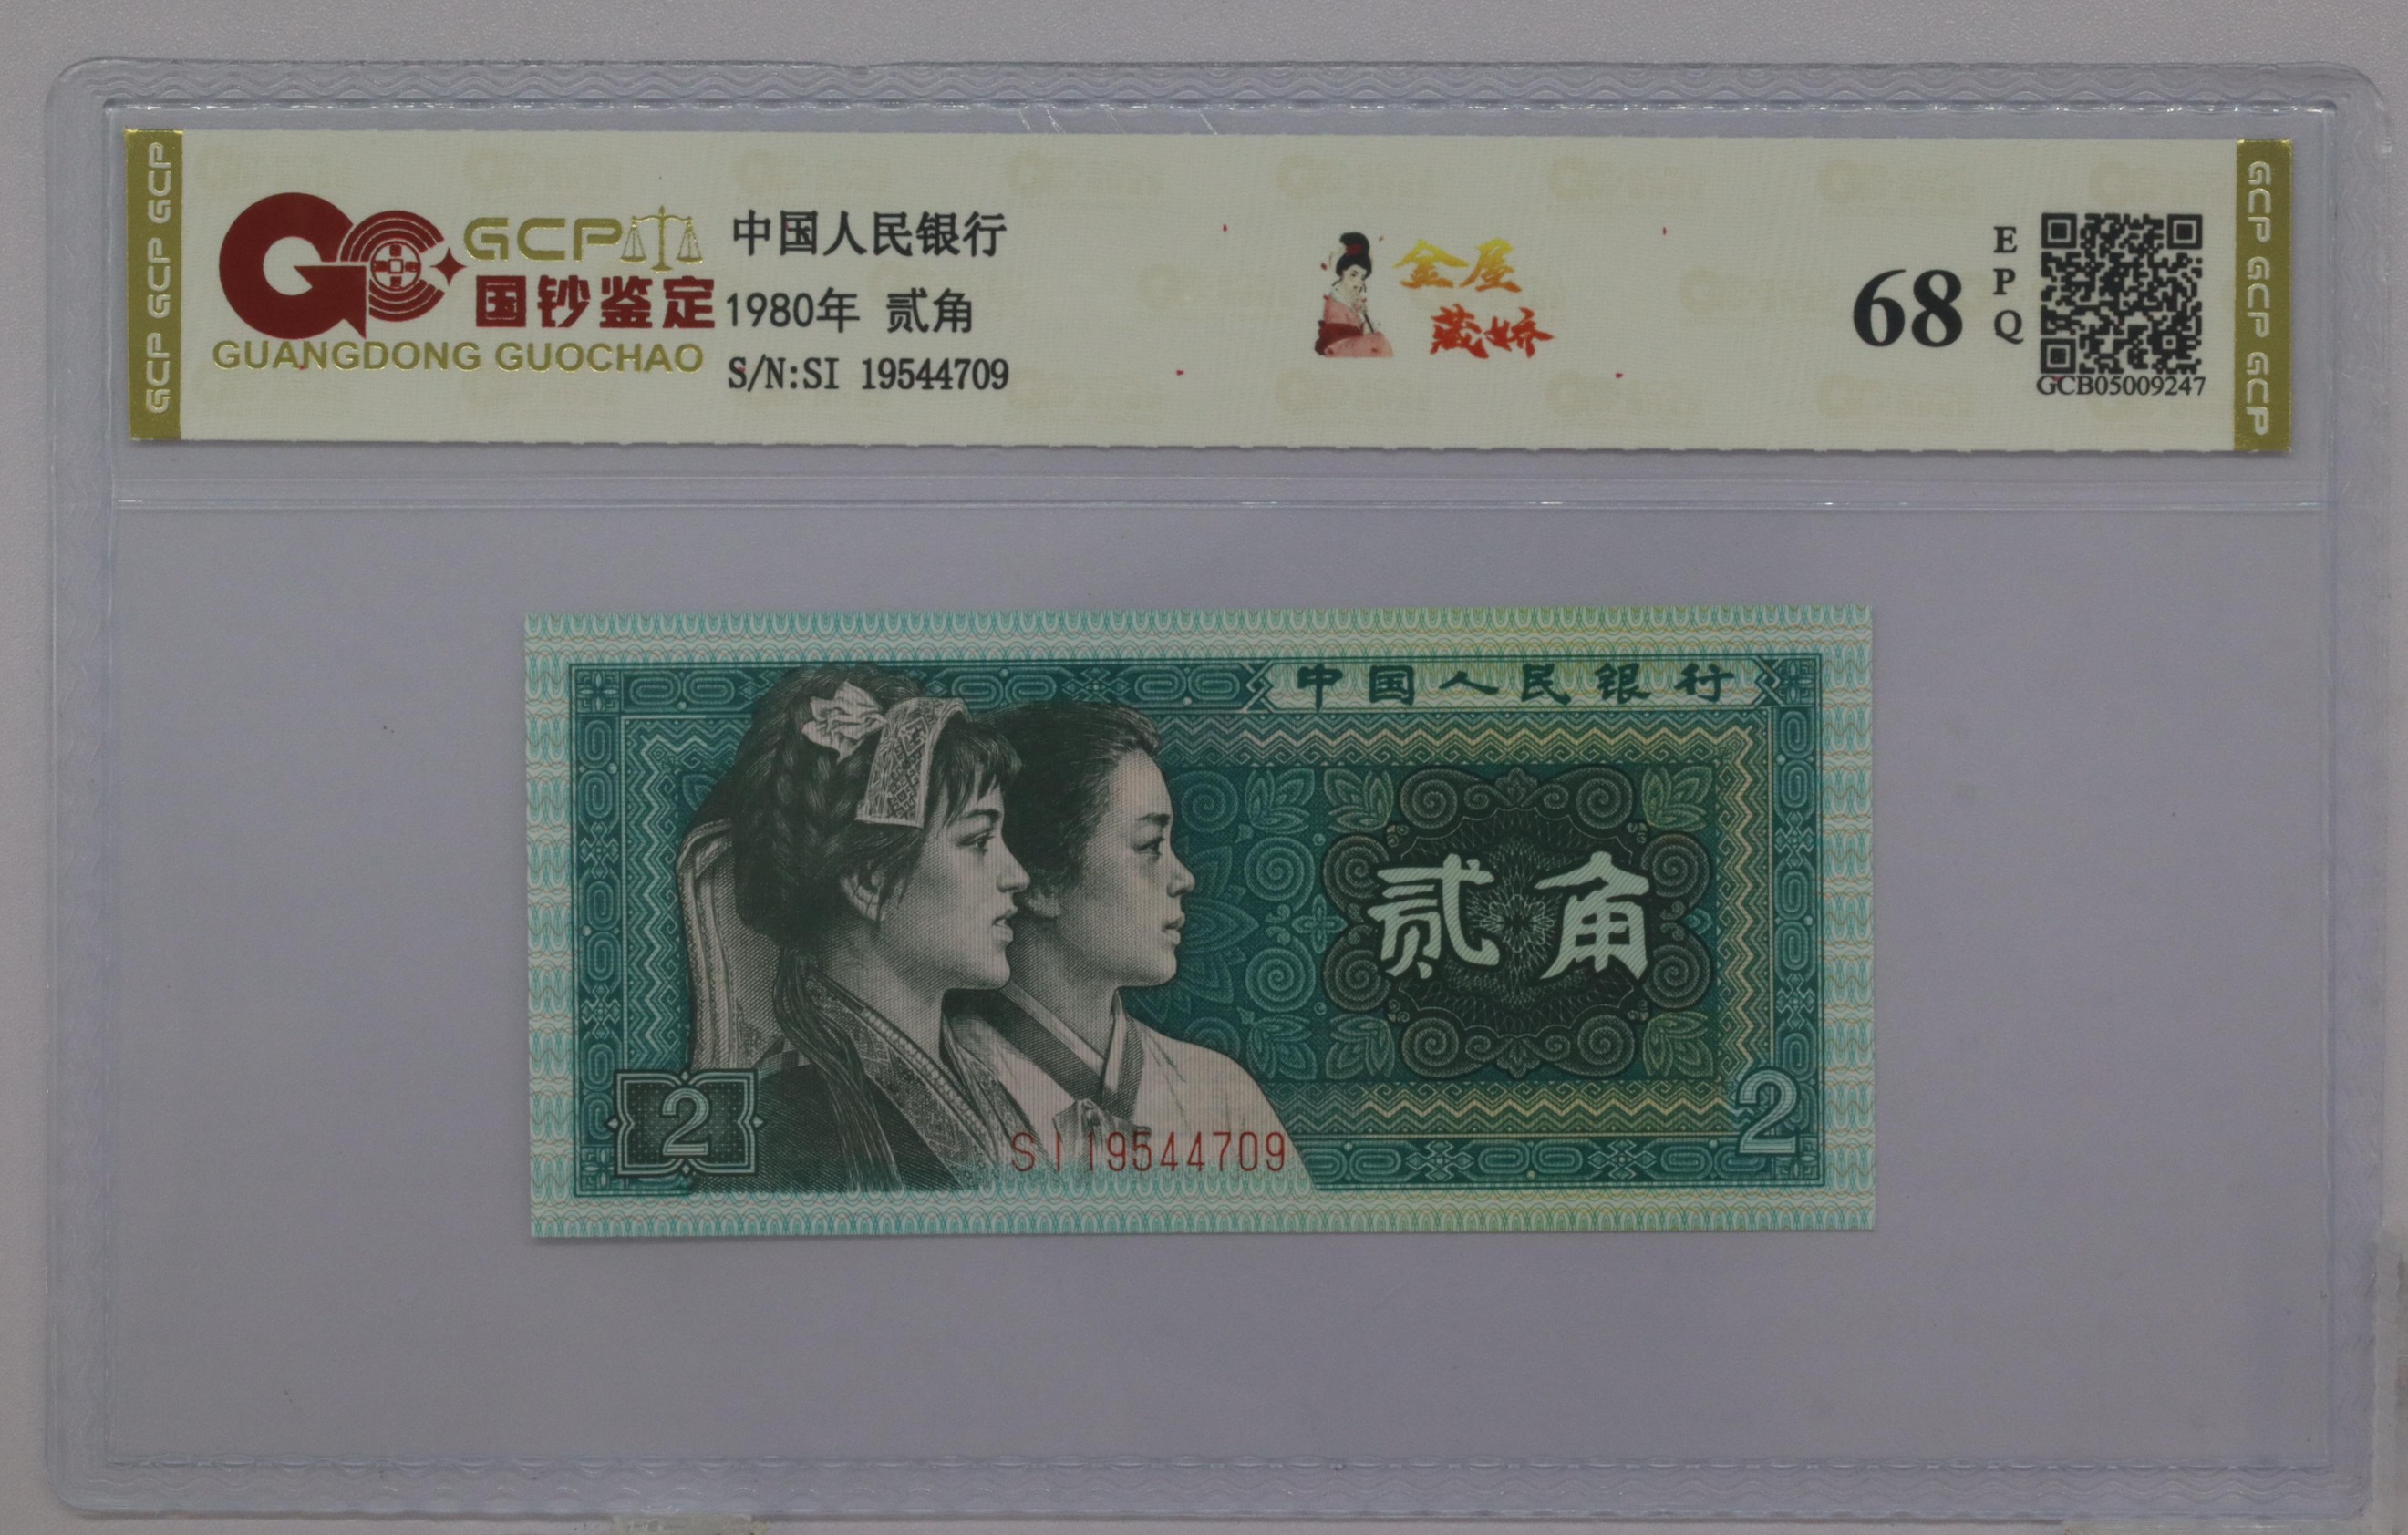 GCP GCP GCP
GCP
国钞鉴定
GUANGDONG GUOCHAO
中国人民银行
1980年 贰角
S/N:SI 19544709
金屋
藏娇
68
E
P
Q
GCB05009247
GCP GCP GCP
中国人民银行
贰角
2
SI19544709
2